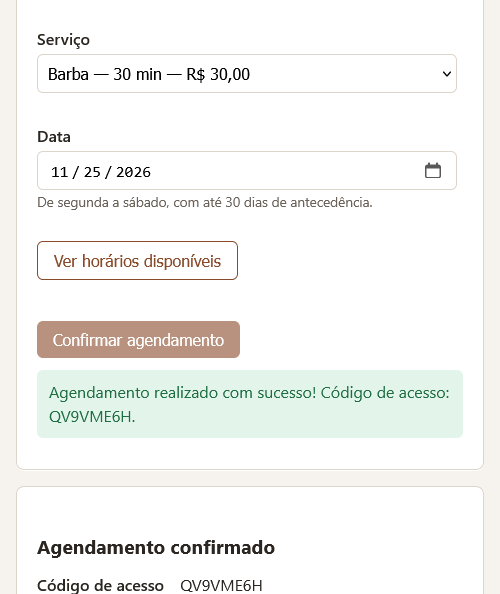 Serviço
Barba — 30 min — R$ 30,00
Data
11 / 25 / 2026
De segunda a sábado, com até 30 dias de antecedência.
Ver horários disponíveis
Confirmar agendamento
Agendamento realizado com sucesso! Código de acesso:
QV9VME6H.
Agendamento confirmado
Código de acesso QV9VME6H